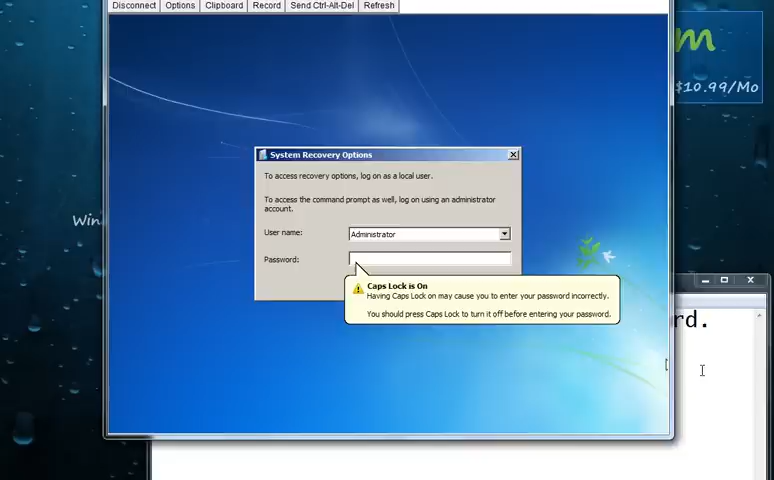 Disconnect Options Clipboard Record Send Ctrl-Alt-Del Refresh
m
$10.99/Mo
System Recovery Options
To access recovery options, log on as a local user.
To access the command prompt as well, log on using an administrator
account.
User name: Administrator
Password:
Caps Lock is On
Having Caps Lock on may cause you to enter your password incorrectly.
You should press Caps Lock to turn it off before entering your password.
Win
rd.